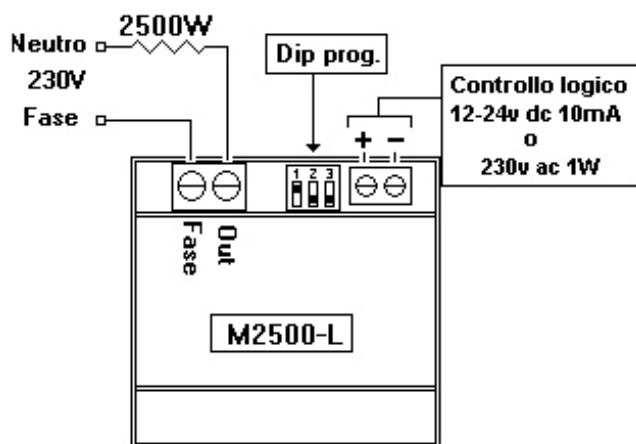 2500W
Neutro
230V
Fase
Dip prog.
Controllo logico
12-24v dc 10mA
o
230v ac 1W
+ −
1 2 3
Fase
Out
M2500-L